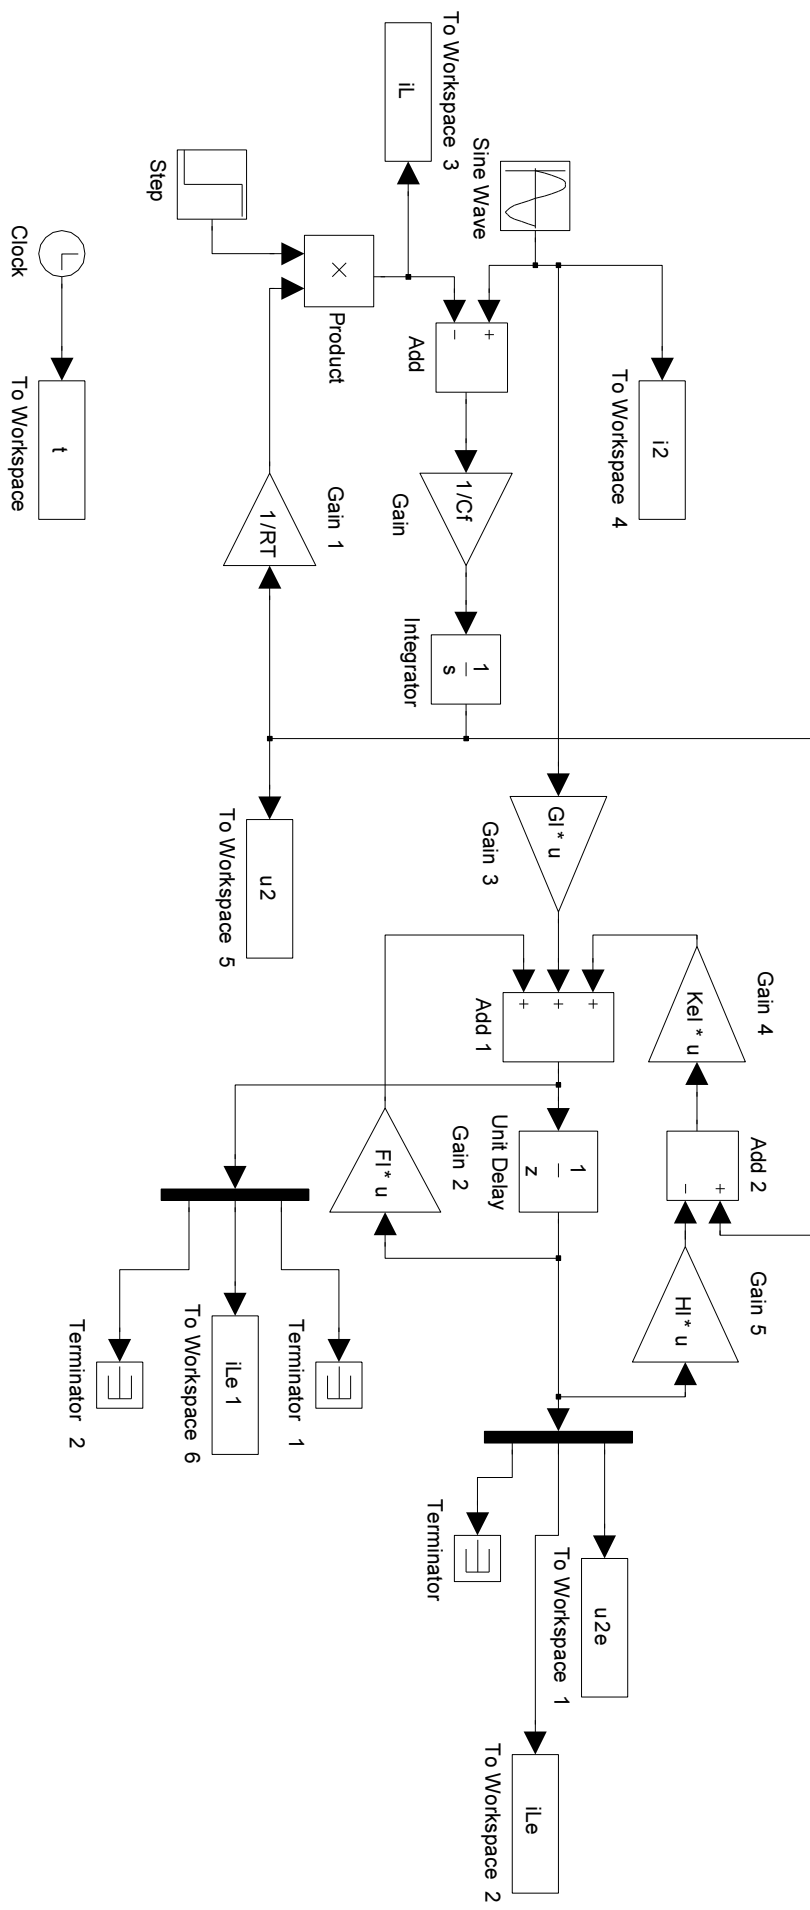 i2
To Workspace 4
Sine Wave
iL
To Workspace 3
+
−
Add
1/Cf
Gain
1
s
Integrator
Step
×
Product
1/RT
Gain 1
Clock
t
To Workspace
u2
To Workspace 5
GI* u
Gain 3
Gain 4
Kel* u
+
+
+
Add 1
Add 2
+
−
Gain 5
HI* u
1
z
Unit Delay
Gain 2
FI* u
Terminator 1
iLe 1
To Workspace 6
Terminator 2
u2e
To Workspace 1
iLe
To Workspace 2
Terminator